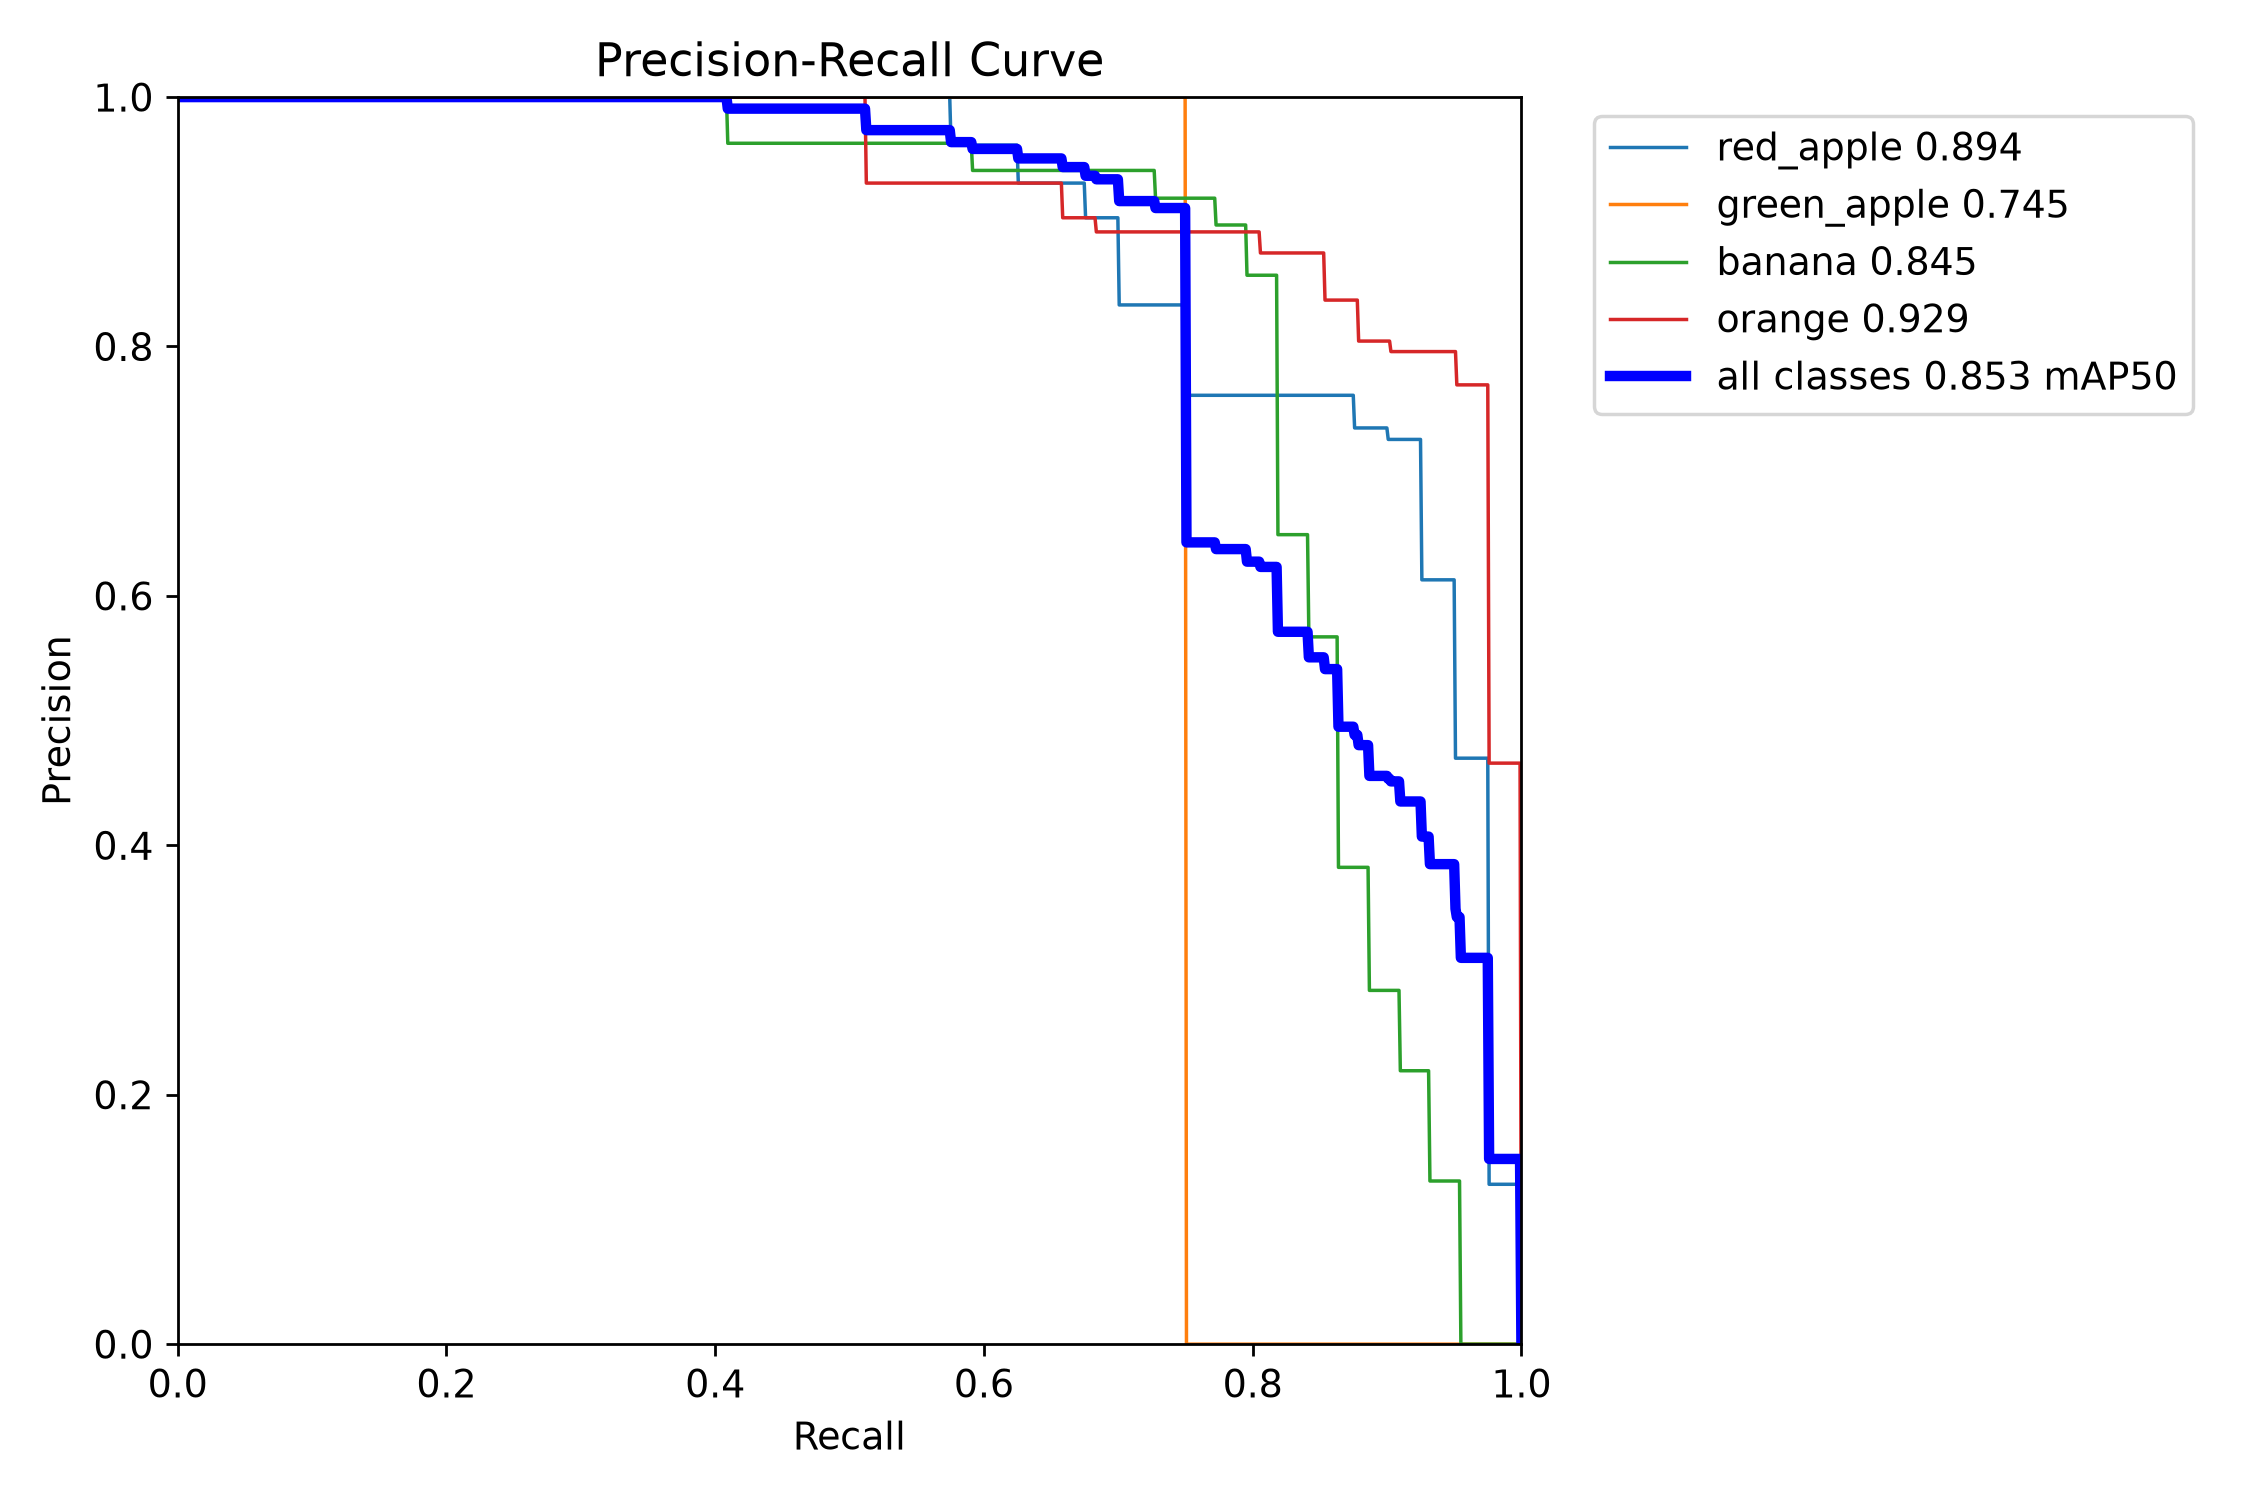 Precision-Recall Curve
1.0
0.8
0.6
0.4
0.2
0.0
Precision
0.0 0.2 0.4 0.6 0.8 1.0
Recall
red_apple 0.894
green_apple 0.745
banana 0.845
orange 0.929
all classes 0.853 mAP50